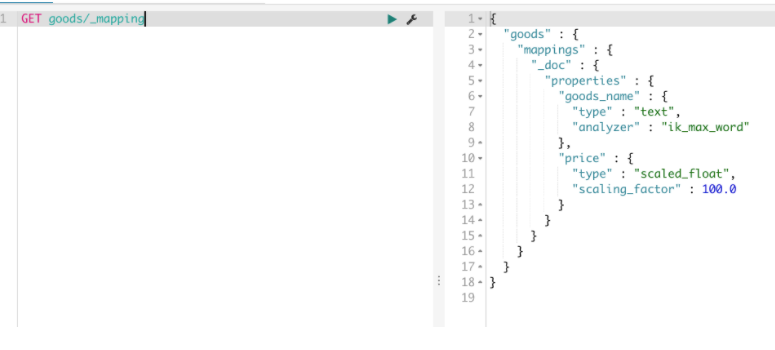 1 GET goods/_mapping
1 {
2 "goods" : {
3 "mappings" : {
4 "_doc" : {
5 "properties" : {
6 "goods_name" : {
7 "type" : "text",
8 "analyzer" : "ik_max_word"
9 },
10 "price" : {
11 "type" : "scaled_float",
12 "scaling_factor" : 100.0
13 }
14 }
15 }
16 }
17 }
18 }
19